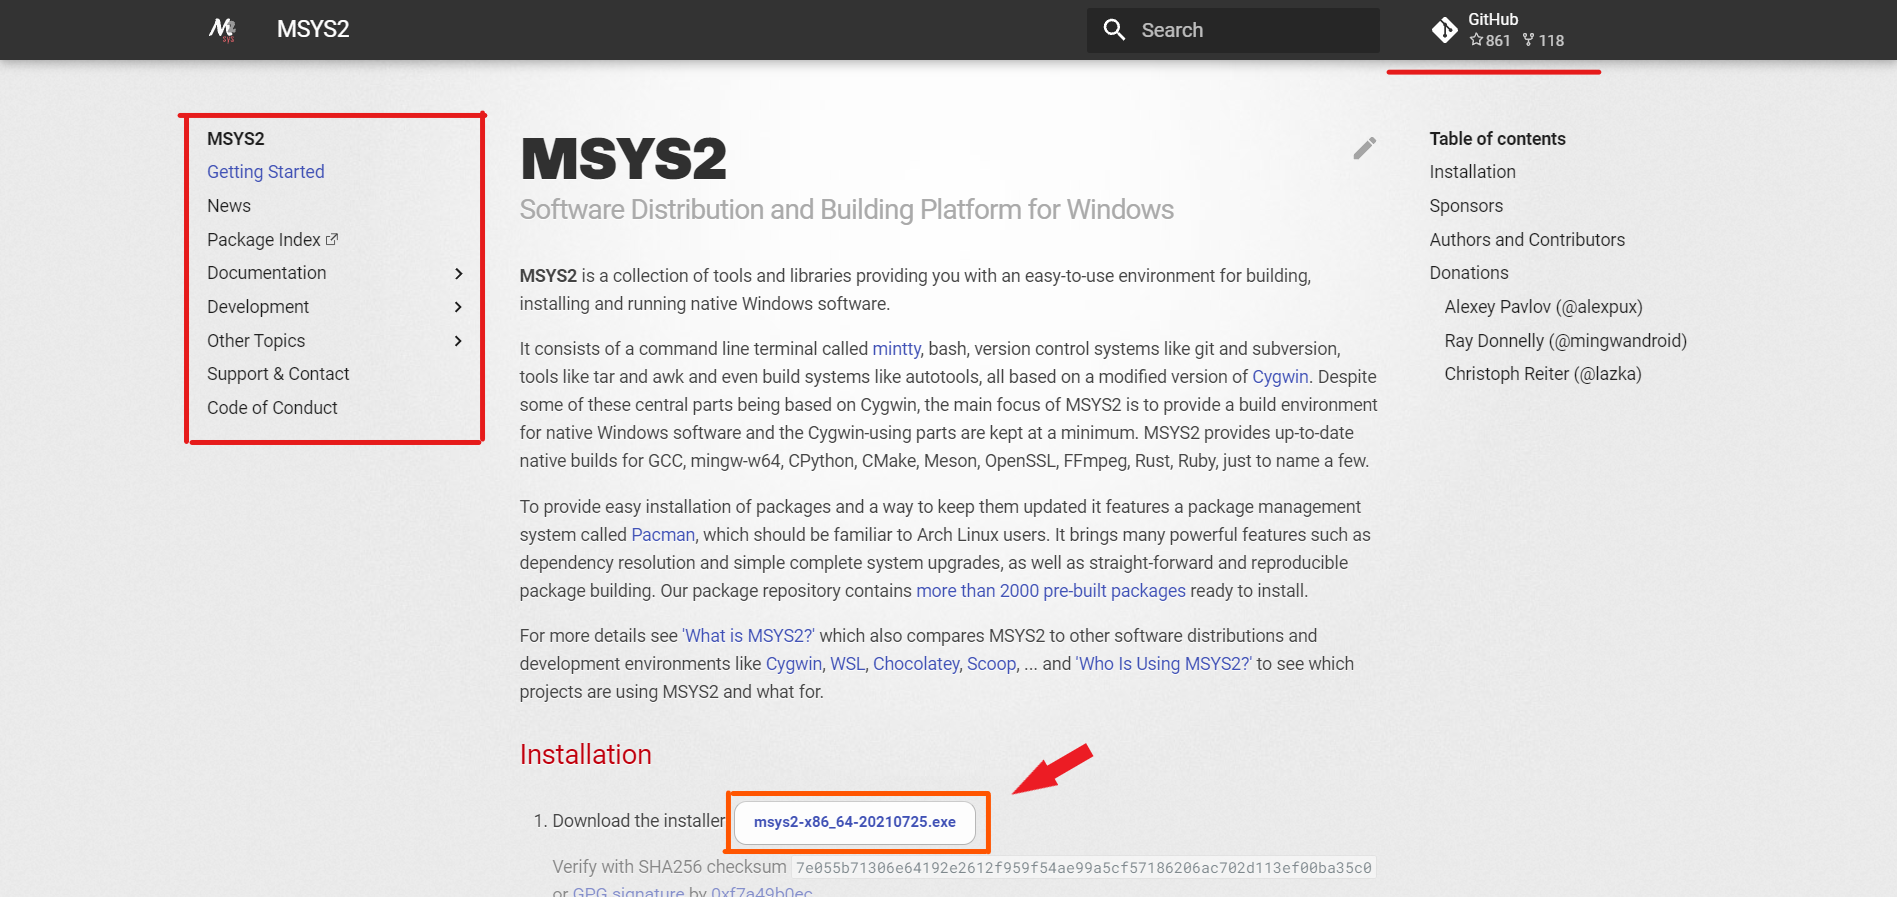 MSYS2
Search
GitHub
861 118
MSYS2
Getting Started
News
Package Index
Documentation
Development
Other Topics
Support & Contact
Code of Conduct
MSYS2
Software Distribution and Building Platform for Windows
MSYS2 is a collection of tools and libraries providing you with an easy-to-use environment for building,
installing and running native Windows software.
It consists of a command line terminal called mintty, bash, version control systems like git and subversion,
tools like tar and awk and even build systems like autotools, all based on a modified version of Cygwin. Despite
some of these central parts being based on Cygwin, the main focus of MSYS2 is to provide a build environment
for native Windows software and the Cygwin-using parts are kept at a minimum. MSYS2 provides up-to-date
native builds for GCC, mingw-w64, CPython, CMake, Meson, OpenSSL, FFmpeg, Rust, Ruby, just to name a few.
To provide easy installation of packages and a way to keep them updated it features a package management
system called Pacman, which should be familiar to Arch Linux users. It brings many powerful features such as
dependency resolution and simple complete system upgrades, as well as straight-forward and reproducible
package building. Our package repository contains more than 2000 pre-built packages ready to install.
For more details see 'What is MSYS2?' which also compares MSYS2 to other software distributions and
development environments like Cygwin, WSL, Chocolatey, Scoop, ... and 'Who Is Using MSYS2?' to see which
projects are using MSYS2 and what for.
Installation
1. Download the installer msys2-x86_64-20210725.exe
Verify with SHA256 checksum 7e055b71306e64192e2612f959f54ae99a5cf57186206ac702d113ef00ba35c0
or GPG signature by 0xf7a49b0ec
Table of contents
Installation
Sponsors
Authors and Contributors
Donations
Alexey Pavlov (@alexpux)
Ray Donnelly (@mingwandroid)
Christoph Reiter (@lazka)